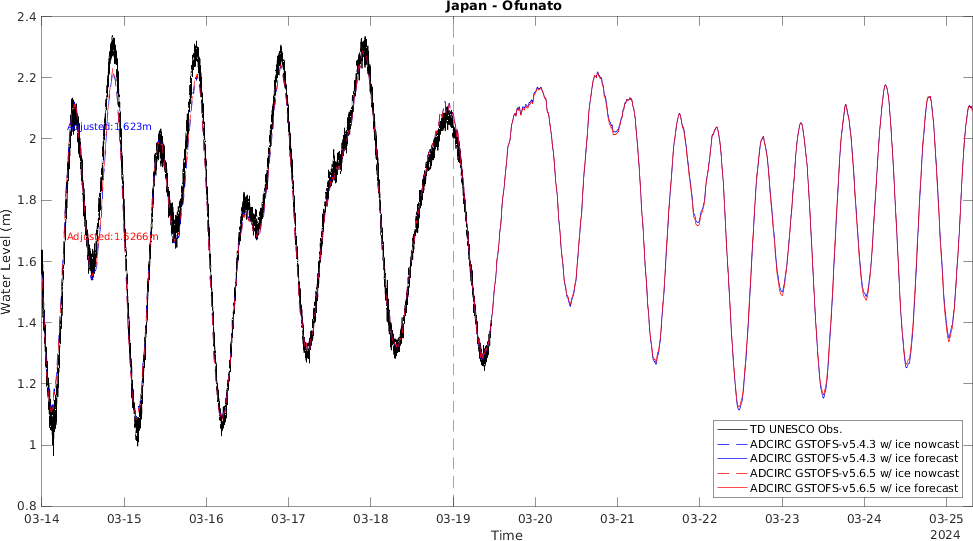 Japan - Ofunato
2.4
2.2
2
1.8
1.6
1.4
1.2
1
0.8
Water Level (m)
Adjusted:1.623m
Adjusted:1.6266m
TD UNESCO Obs.
ADCIRC GSTOFS-v5.4.3 w/ ice nowcast
ADCIRC GSTOFS-v5.4.3 w/ ice forecast
ADCIRC GSTOFS-v5.6.5 w/ ice nowcast
ADCIRC GSTOFS-v5.6.5 w/ ice forecast
03-14 03-15 03-16 03-17 03-18 03-19 03-20 03-21 03-22 03-23 03-24 03-25
Time
2024